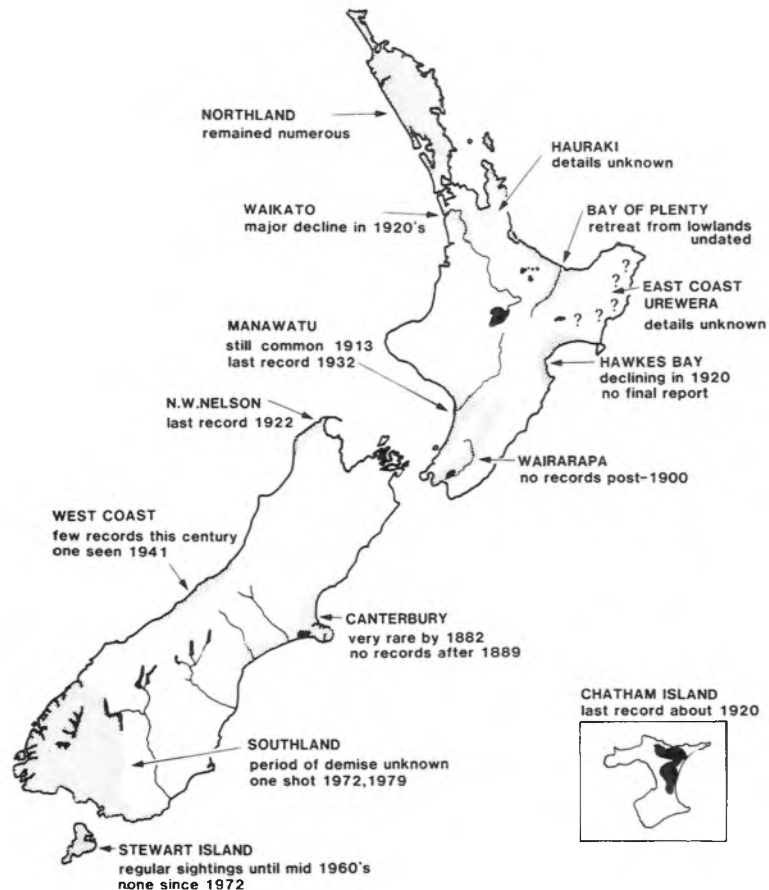 NORTHLAND
remained numerous
HAURAKI
details unknown
WAIKATO
major decline in 1920's
BAY OF PLENTY
retreat from lowlands
undated
?
?
?
?
?
EAST COAST
UREWERA
details unknown
MANAWATU
still common 1913
last record 1932
HAWKES BAY
declining in 1920
no final report
N.W.NELSON
last record 1922
WAIRARAPA
no records post-1900
WEST COAST
few records this century
one seen 1941
CANTERBURY
very rare by 1882
no records after 1889
CHATHAM ISLAND
last record about 1920
SOUTHLAND
period of demise unknown
one shot 1972,1979
STEWART ISLAND
regular sightings until mid 1960's
none since 1972